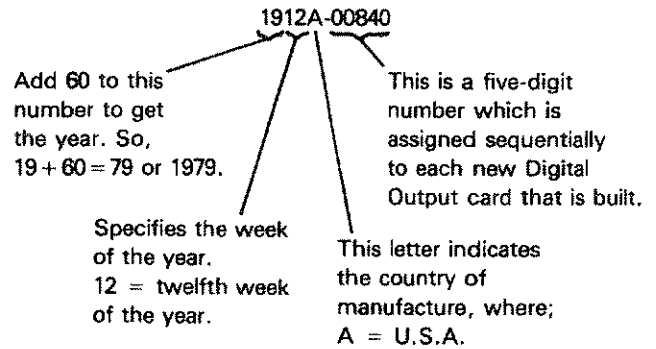 1912A-00840
Add 60 to this
number to get
the year. So,
19 + 60 = 79 or 1979.
This is a five-digit
number which is
assigned sequentially
to each new Digital
Output card that is built.
Specifies the week
of the year.
12 = twelfth week
of the year.
This letter indicates
the country of
manufacture, where;
A = U.S.A.